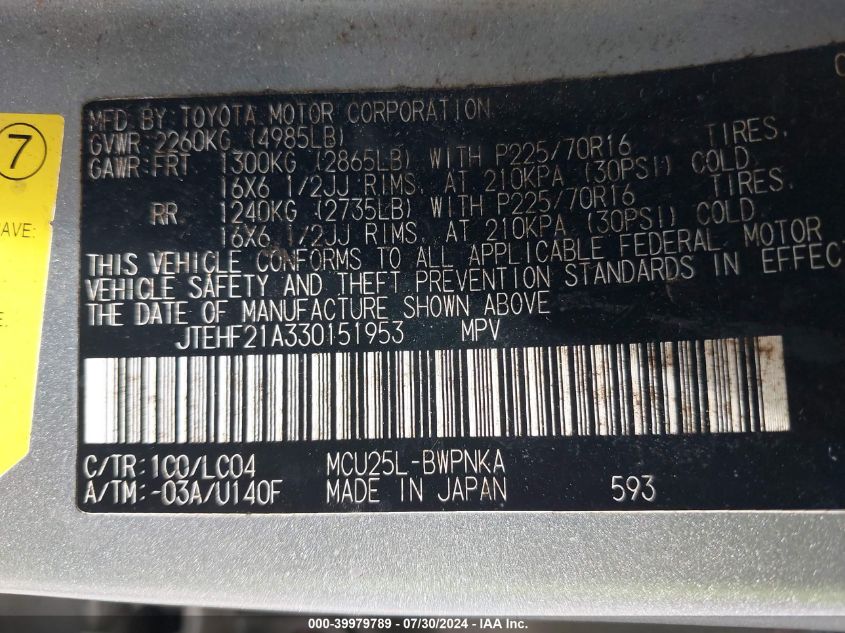 7
AVE:
MFD. BY: TOYOTA MOTOR CORPORATION
GVWR: 2260KG (4985LB)
GAWR: FRT 1300KG (2865LB) WITH P225/70R16 TIRES.
16X6 1/2JJ RIMS, AT 210KPA (30PSI) COLD.
RR. 1240KG (2735LB) WITH P225/70R16 TIRES.
16X6 1/2JJ RIMS, AT 210KPA (30PSI) COLD.
THIS VEHICLE CONFORMS TO ALL APPLICABLE FEDERAL MOTOR
VEHICLE SAFETY AND THEFT PREVENTION STANDARDS IN EFFEC
THE DATE OF MANUFACTURE SHOWN ABOVE
JTEHF21A330151953 MPV
C/TR: 1C0/LC04 MCU25L-BWPNKA
A/TM: -03A/U140F MADE IN JAPAN 593
000-39979789 - 07/30/2024 - IAA Inc.